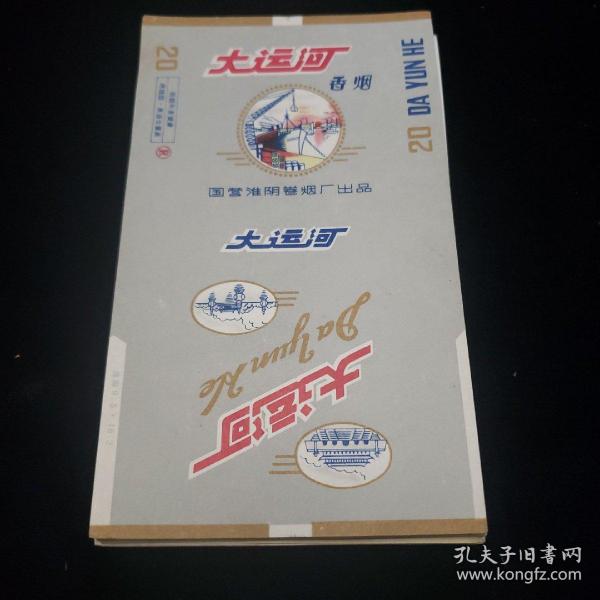 大运河
香烟
国营淮阴卷烟厂出品
20
20 DA YUN HE
大运河
Da Yun He
大运河
孔夫子旧书网
www.kongfz.com